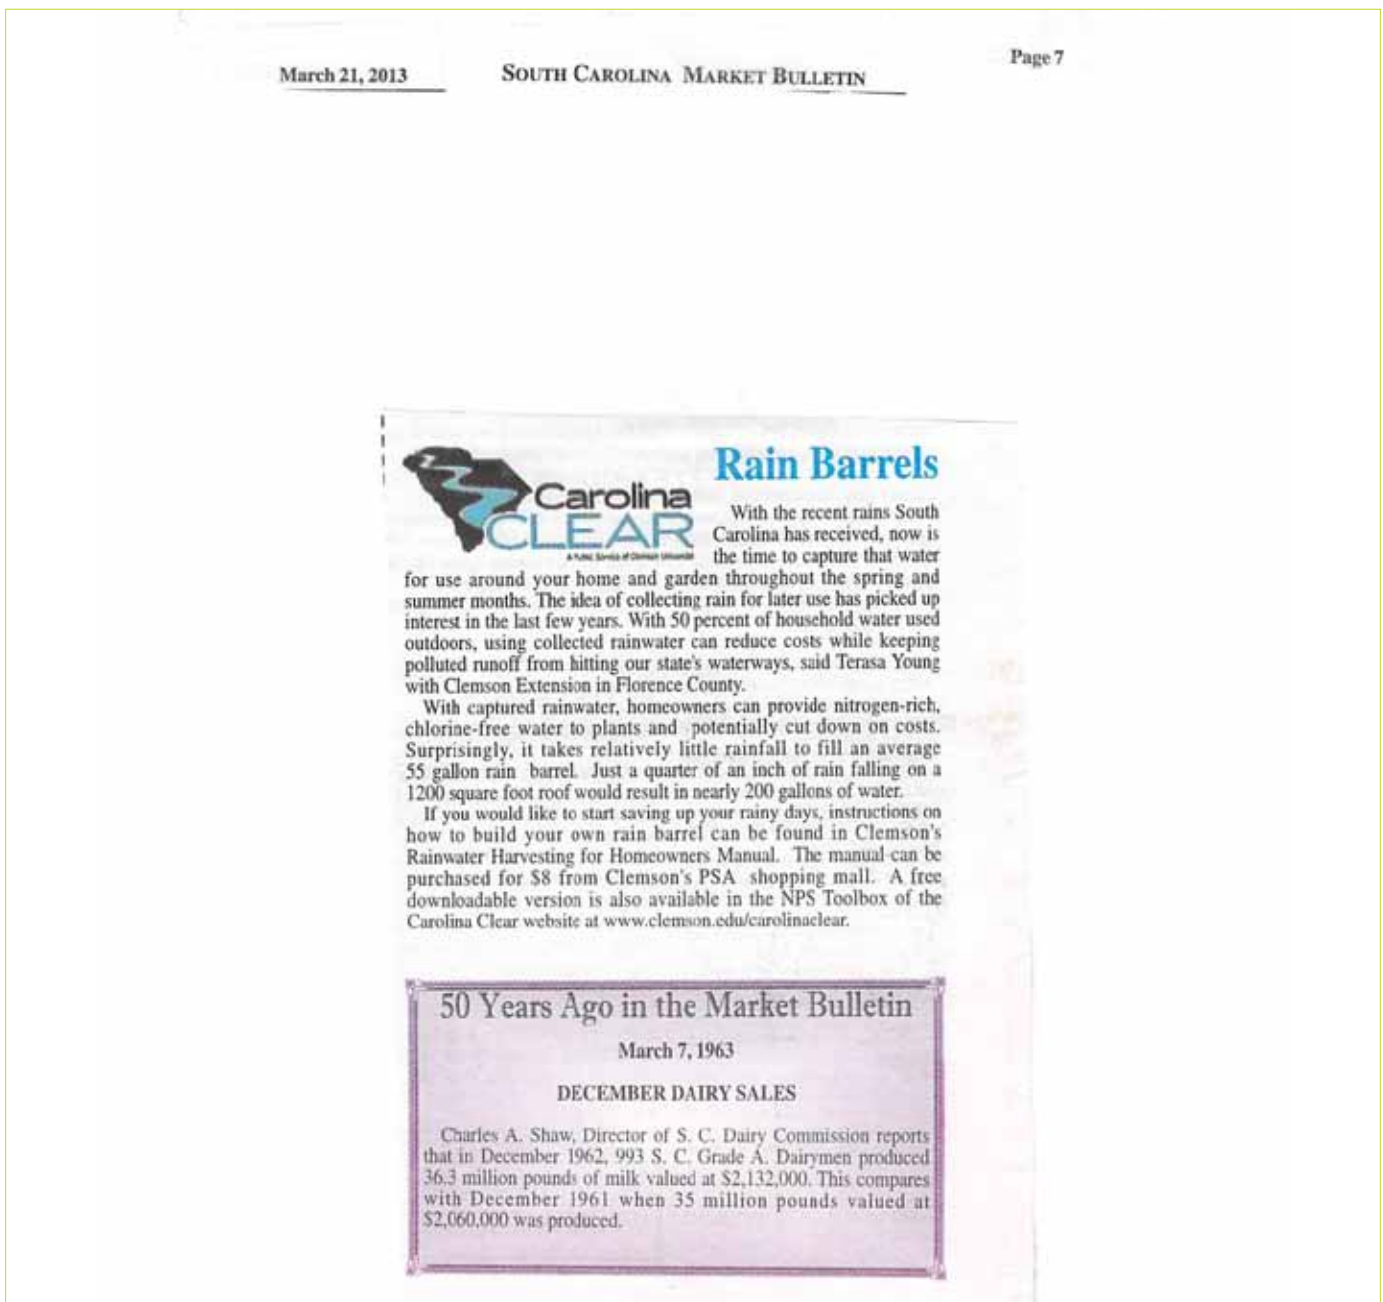 March 21, 2013
SOUTH CAROLINA MARKET BULLETIN
Page 7
Carolina
CLEAR
A Public Service of Clemson University
Rain Barrels
With the recent rains South
Carolina has received, now is
the time to capture that water
for use around your home and garden throughout the spring and
summer months. The idea of collecting rain for later use has picked up
interest in the last few years. With 50 percent of household water used
outdoors, using collected rainwater can reduce costs while keeping
polluted runoff from hitting our state's waterways, said Terasa Young
with Clemson Extension in Florence County.
With captured rainwater, homeowners can provide nitrogen-rich,
chlorine-free water to plants and potentially cut down on costs.
Surprisingly, it takes relatively little rainfall to fill an average
55 gallon rain barrel. Just a quarter of an inch of rain falling on a
1200 square foot roof would result in nearly 200 gallons of water.
If you would like to start saving up your rainy days, instructions on
how to build your own rain barrel can be found in Clemson's
Rainwater Harvesting for Homeowners Manual. The manual can be
purchased for $8 from Clemson's PSA shopping mall. A free
downloadable version is also available in the NPS Toolbox of the
Carolina Clear website at www.clemson.edu/carolinaclear.
50 Years Ago in the Market Bulletin
March 7, 1963
DECEMBER DAIRY SALES
Charles A. Shaw, Director of S. C. Dairy Commission reports
that in December 1962, 993 S. C. Grade A. Dairymen produced
36.3 million pounds of milk valued at $2,132,000. This compares
with December 1961 when 35 million pounds valued at
$2,060,000 was produced.